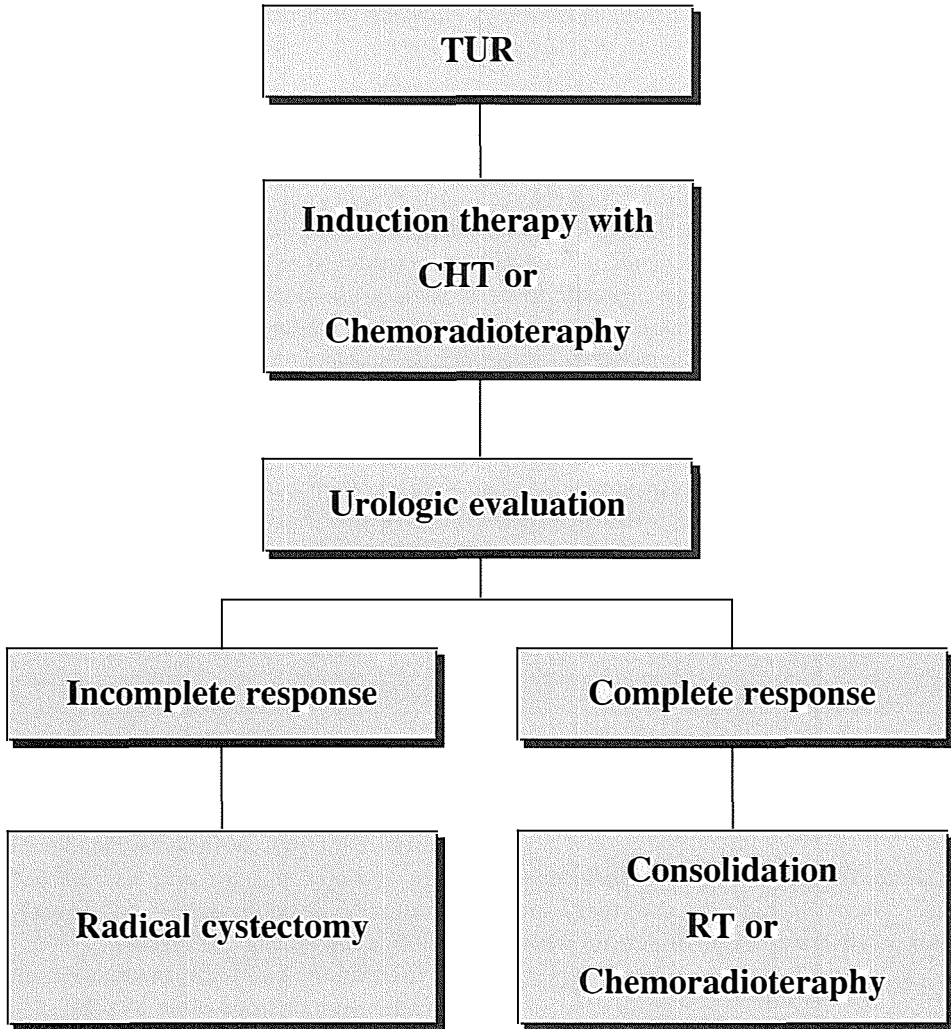 TUR
Induction therapy with
CHT or
Chemoradioteraphy
Urologic evaluation
Incomplete response
Complete response
Radical cystectomy
Consolidation
RT or
Chemoradioteraphy